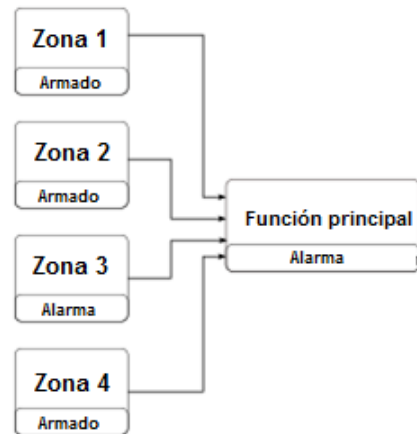 Zona 1
Armado
Zona 2
Armado
Zona 3
Alarma
Zona 4
Armado
Función principal
Alarma